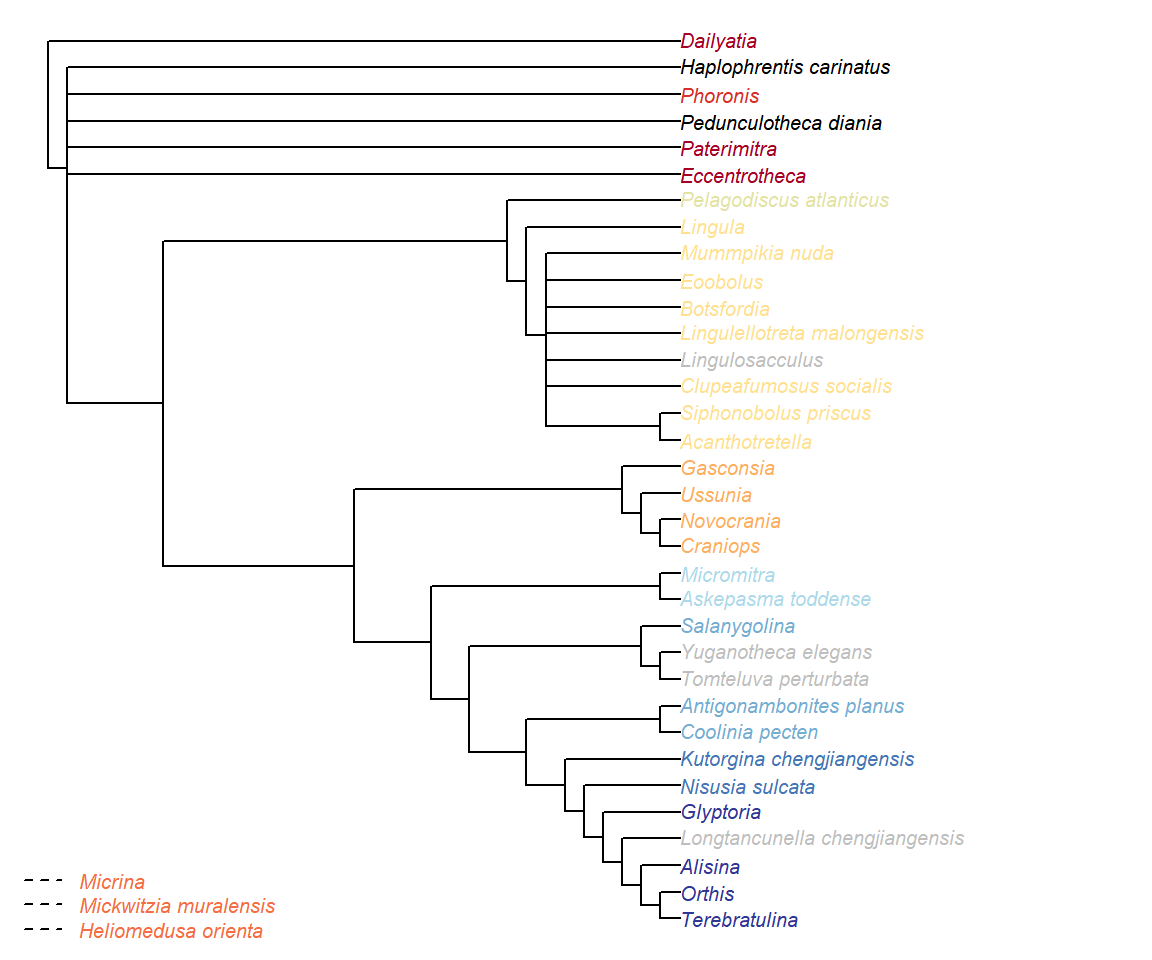 Dailyatia
Haplophrentis carinatus
Phoronis
Pedunculotheca diania
Paterimitra
Eccentrotheca
Pelagodiscus atlanticus
Lingula
Mummpikia nuda
Eoobolus
Botsfordia
Lingulellotreta malongensis
Lingulosacculus
Clupeafumosus socialis
Siphonobolus priscus
Acanthotretella
Gasconsia
Ussunia
Novocrania
Craniops
Micromitra
Askepasma toddense
Salanygolina
Yuganotheca elegans
Tomteluva perturbata
Antigonambonites planus
Coolinia pecten
Kutorgina chengjiangensis
Nisusia sulcata
Glyptoria
Longtancunella chengjiangensis
Alisina
Orthis
Terebratulina
Micrina
Mickwitzia muralensis
Heliomedusa orienta